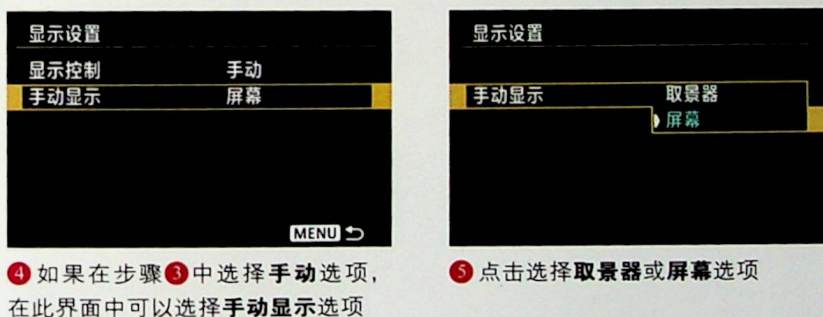 显示设置
显示控制 手动
手动显示 屏幕
MENU
④ 如果在步骤③中选择手动选项，
在此界面中可以选择手动显示选项
显示设置
手动显示 取景器
屏幕
⑤ 点击选择取景器或屏幕选项